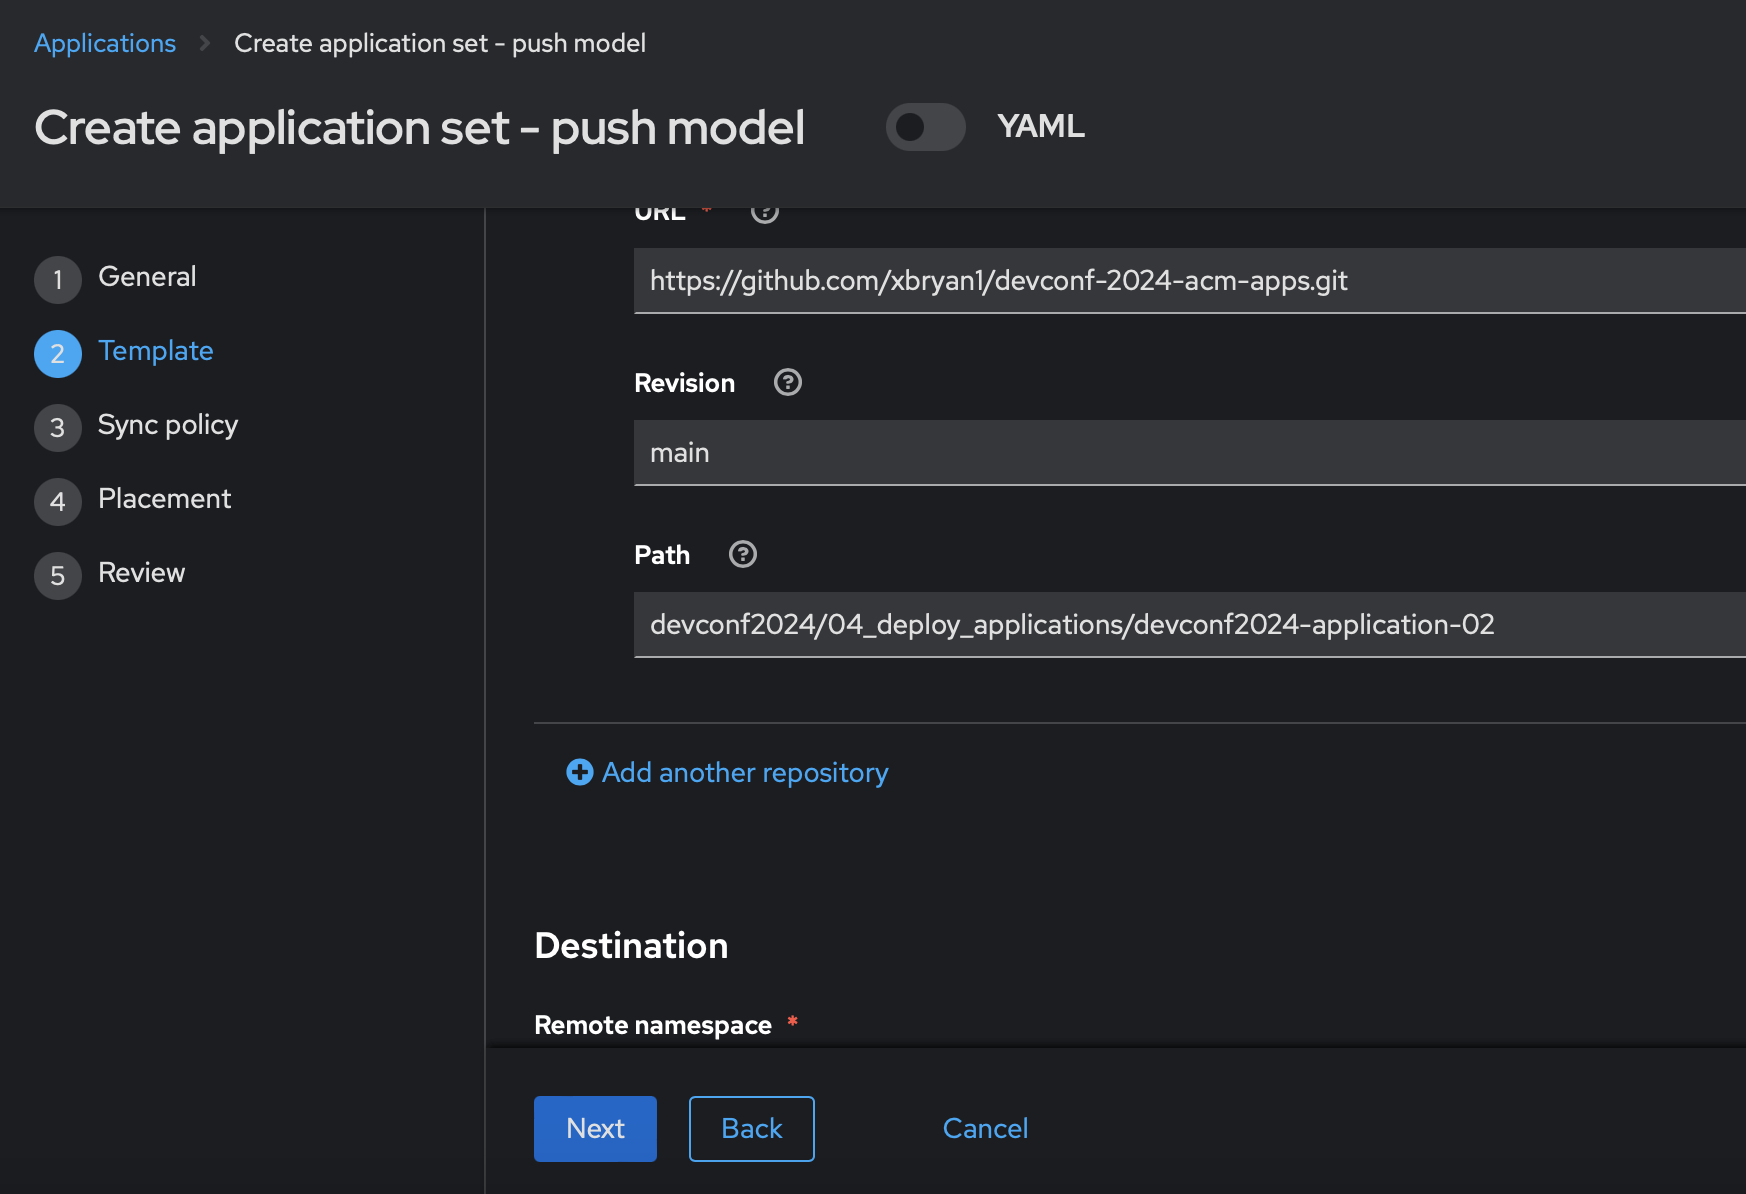 Applications > Create application set - push model
Create application set - push model YAML
1 General
2 Template
3 Sync policy
4 Placement
5 Review
URL *
https://github.com/xbryan1/devconf-2024-acm-apps.git
Revision
main
Path
devconf2024/04_deploy_applications/devconf2024-application-02
Add another repository
Destination
Remote namespace *
Next Back Cancel